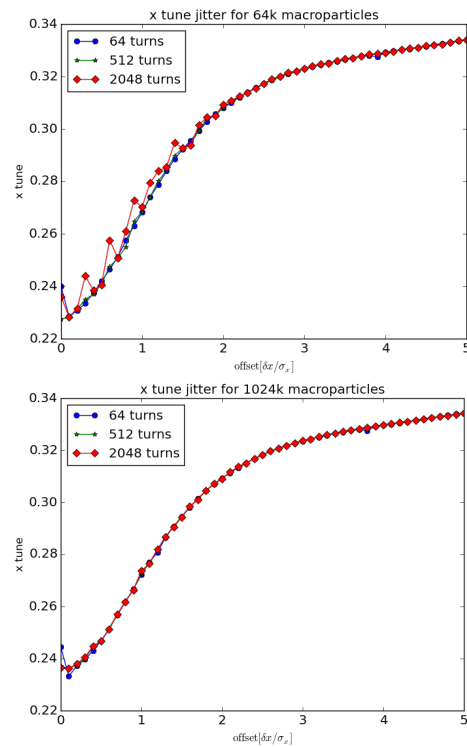 x tune jitter for 64k macroparticles
0.34
0.32
0.30
0.28
0.26
0.24
0.22
x tune
64 turns
512 turns
2048 turns
0 1 2 3 4 5
offset[δx/σₓ]
x tune jitter for 1024k macroparticles
0.34
0.32
0.30
0.28
0.26
0.24
0.22
x tune
64 turns
512 turns
2048 turns
0 1 2 3 4 5
offset[δx/σₓ]